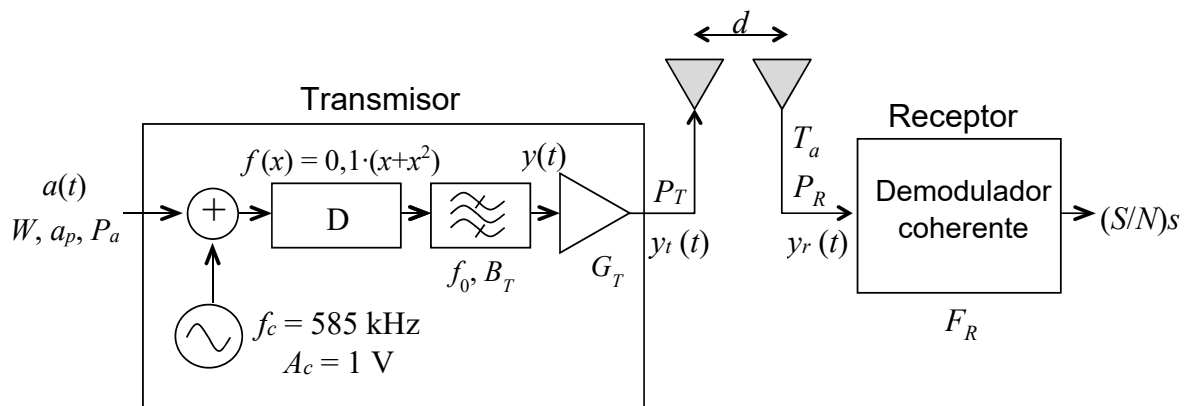 d
Transmisor
Receptor
f(x) = 0,1·(x+x²)
y(t)
a(t)
W, aₚ, Pₐ
+
D
P_T
T_a
P_R
Demodulador
coherente
(S/N)s
y_t (t)
y_r (t)
f₀, B_T
G_T
F_R
f_c = 585 kHz
A_c = 1 V